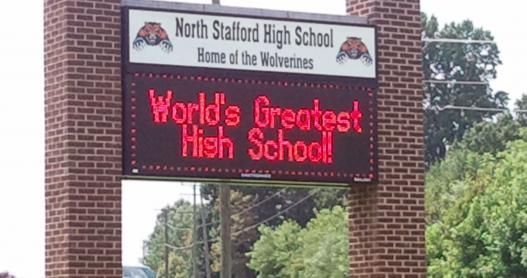 North Stafford High School
Home of the Wolverines
World's Greatest
High School!